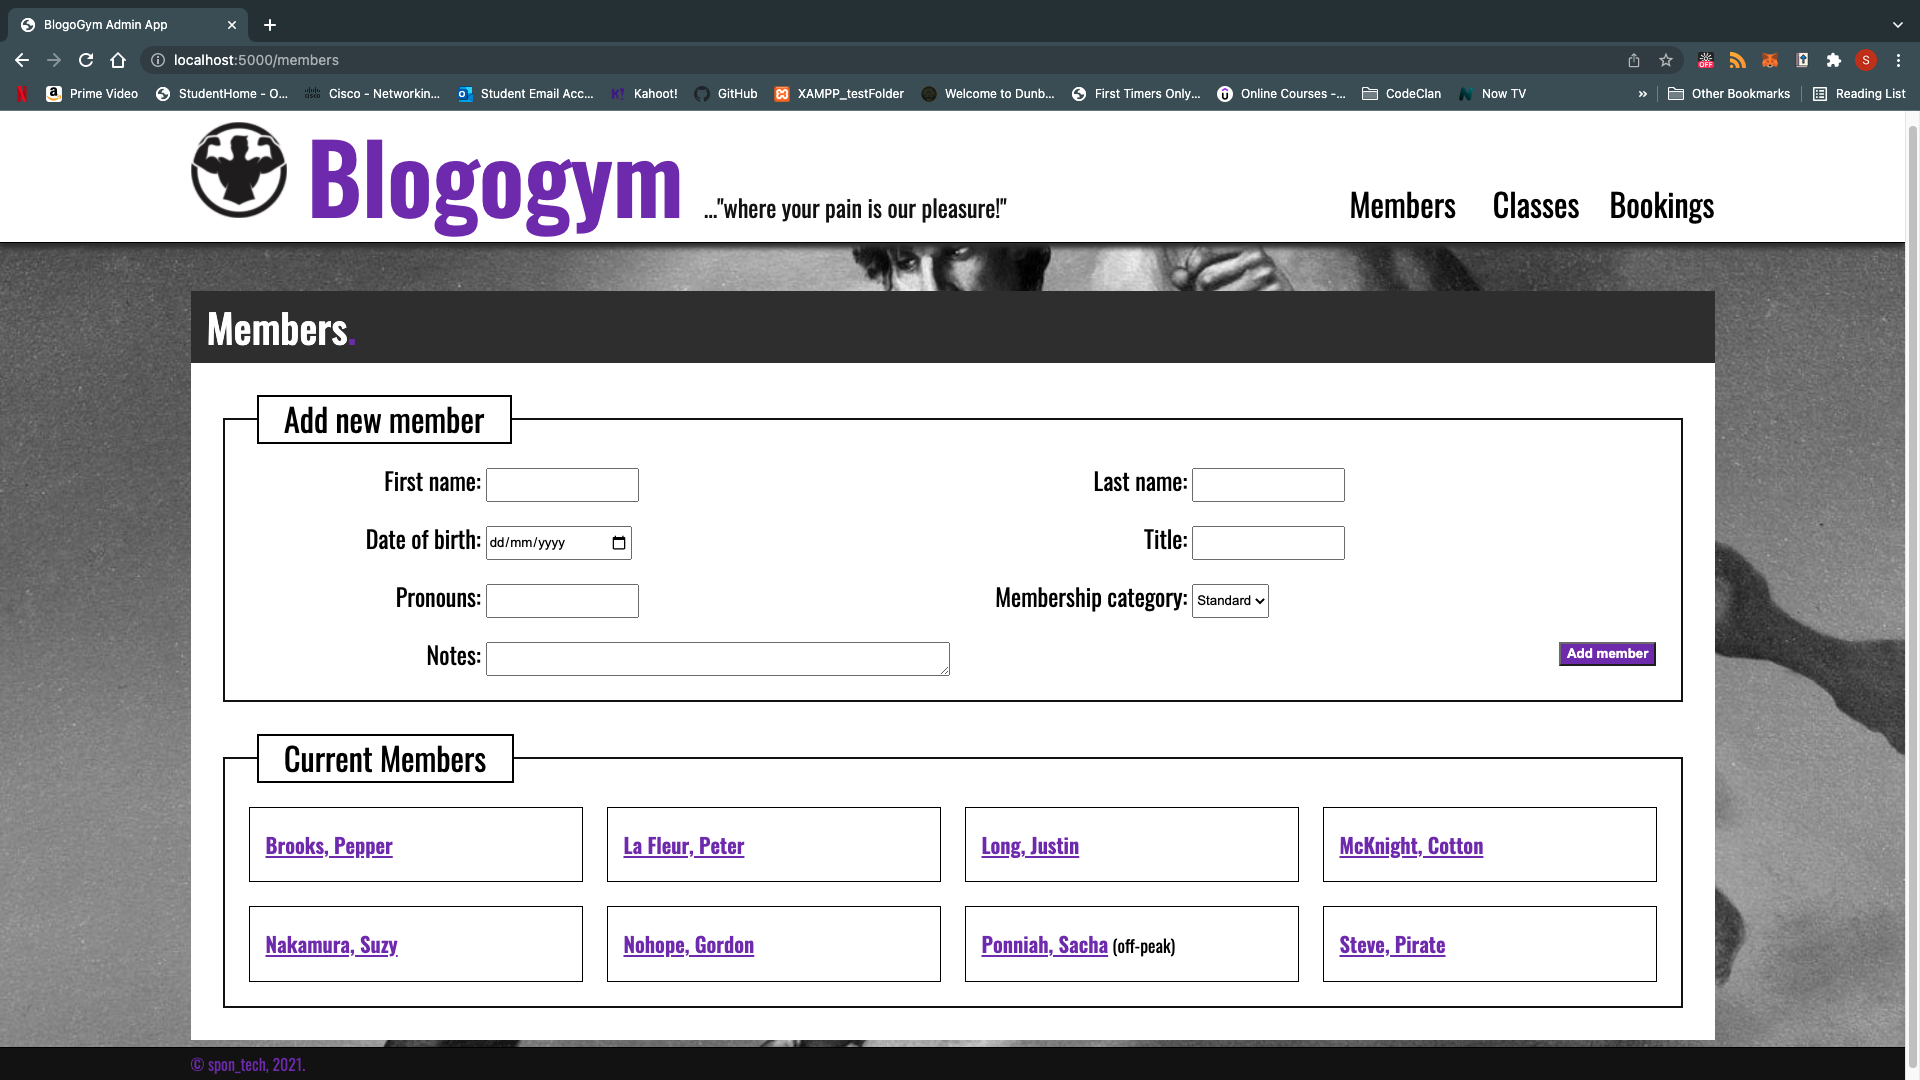 BlogoGym Admin App
localhost:5000/members
OFF
S
Prime Video
StudentHome - O...
Cisco - Networkin...
Student Email Acc...
Kahoot!
GitHub
XAMPP_testFolder
Welcome to Dunb...
First Timers Only...
Online Courses -...
CodeClan
Now TV
»
Other Bookmarks
Reading List
Blogogym
..."where your pain is our pleasure!"
Members
Classes
Bookings
Members.
Add new member
First name:
Last name:
Date of birth: dd/mm/yyyy
Title:
Pronouns:
Membership category: Standard
Notes:
Add member
Current Members
Brooks, Pepper
La Fleur, Peter
Long, Justin
McKnight, Cotton
Nakamura, Suzy
Nohope, Gordon
Ponniah, Sacha (off-peak)
Steve, Pirate
© spon_tech, 2021.